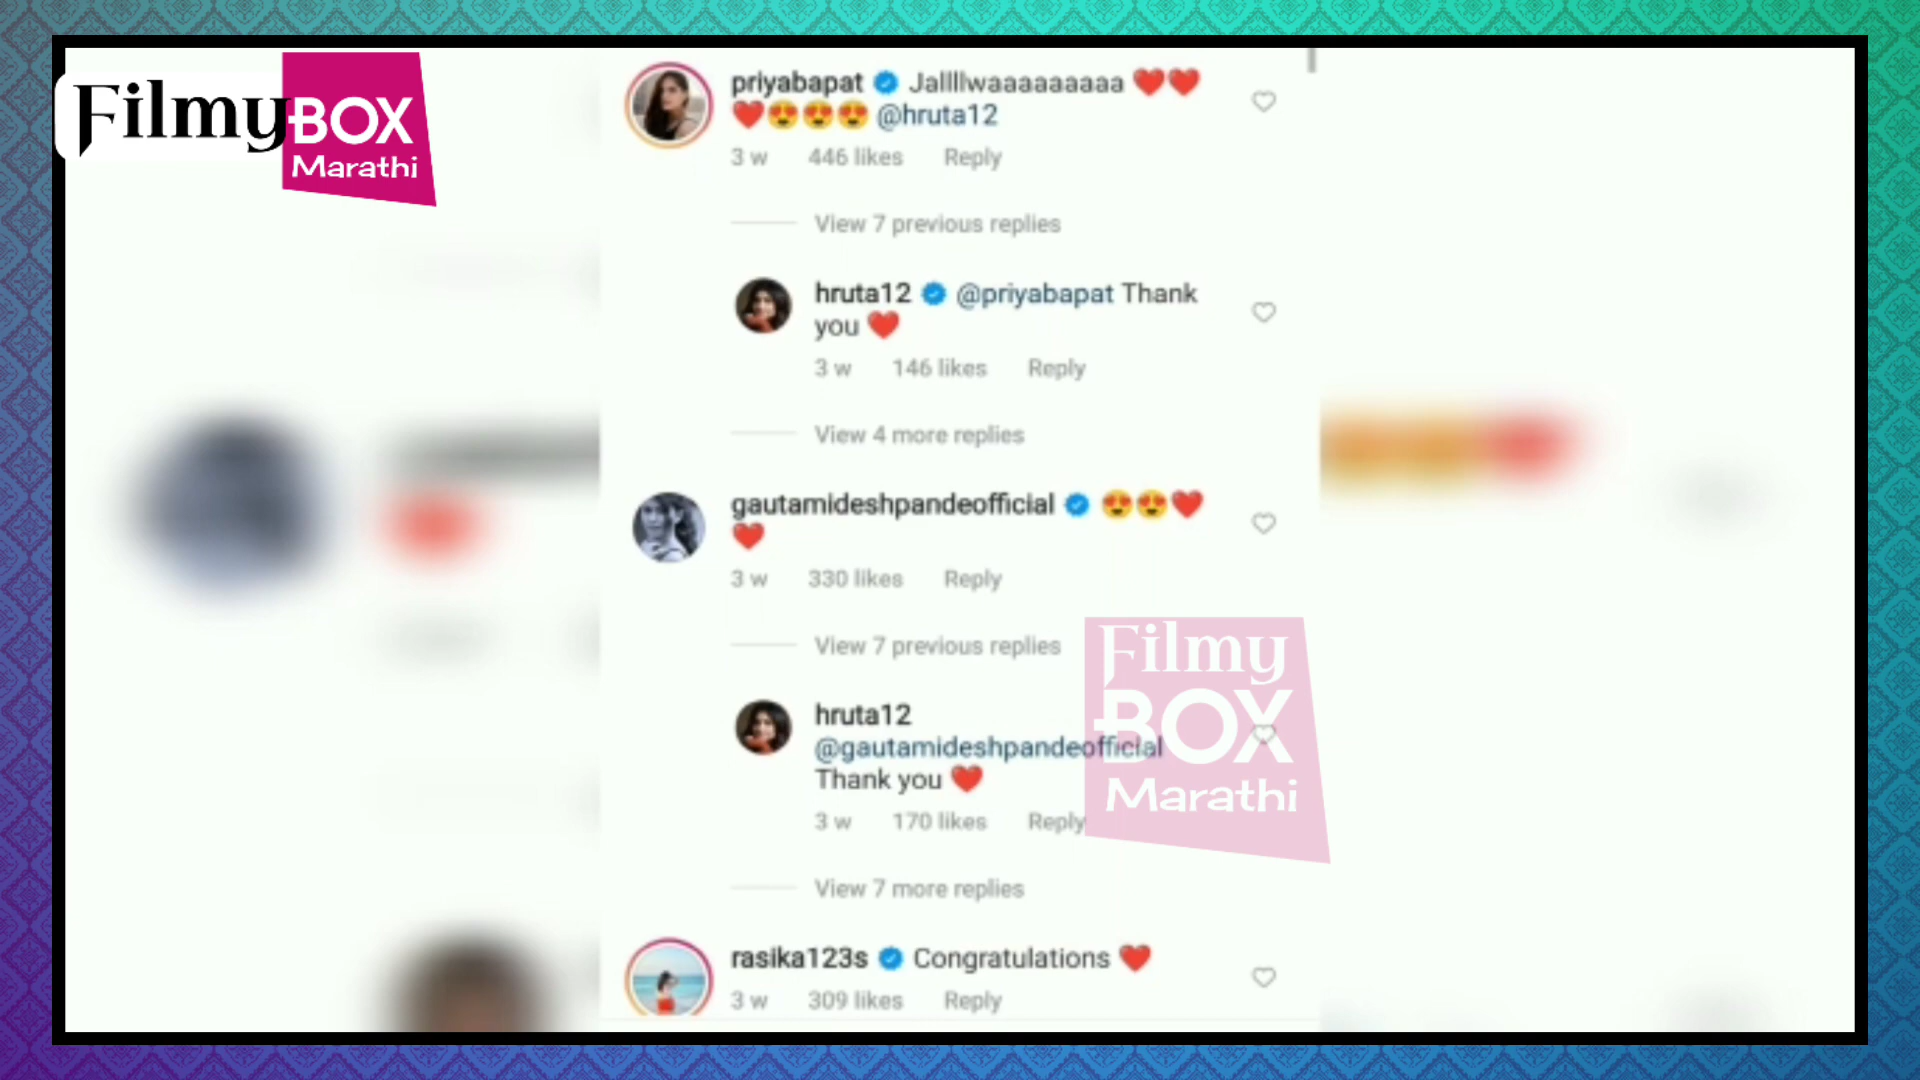 Filmy BOX
Marathi
priyabapat Jallllwaaaaaaaaa ❤️❤️
❤️😍😍😍 @hruta12
3 w 446 likes Reply
View 7 previous replies
hruta12 @priyabapat Thank
you ❤️
3 w 146 likes Reply
View 4 more replies
gautamideshpandeofficial 😍😍❤️
❤️
3 w 330 likes Reply
View 7 previous replies
hruta12
@gautamideshpandeofficial
Thank you ❤️
3 w 170 likes Reply
View 7 more replies
rasika123s Congratulations ❤️
3 w 309 likes Reply
Filmy
BOX
Marathi